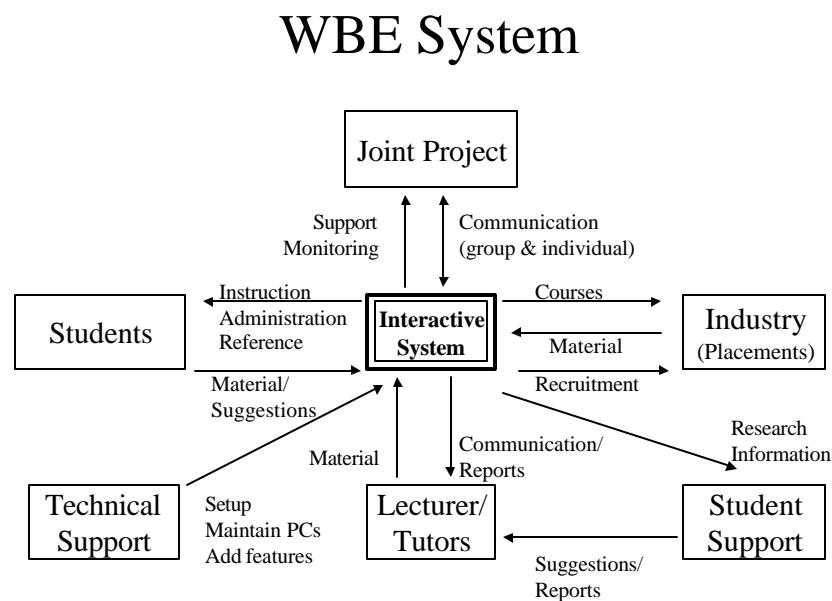 WBE System
Joint Project
Support
Monitoring
Communication
(group & individual)
Students
Instruction
Administration
Reference
Interactive
System
Courses
Material
Recruitment
Industry
(Placements)
Material/
Suggestions
Material
Communication/
Reports
Research
Information
Technical
Support
Setup
Maintain PCs
Add features
Lecturer/
Tutors
Student
Support
Suggestions/
Reports